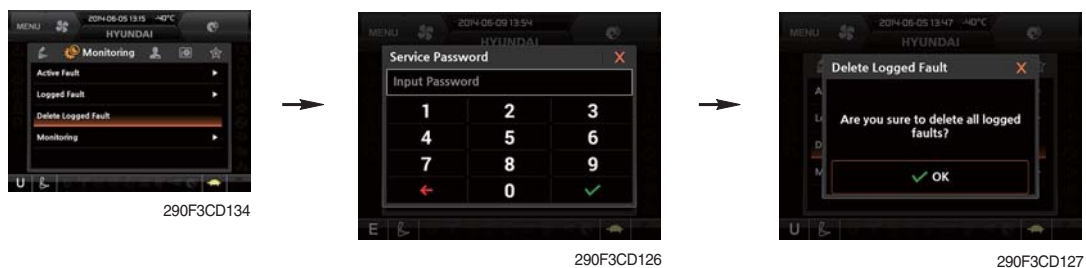 MENU 2014-06-05 13:15 -40°C
HYUNDAI
Monitoring
Active Fault
Logged Fault
Delete Logged Fault
Monitoring
U
290F3CD134
MENU 2014-06-09 13:54
HYUNDAI
Service Password X
Input Password
1 2 3
4 5 6
7 8 9
0
E
290F3CD126
MENU 2014-06-05 13:47 -40°C
HYUNDAI
Delete Logged Fault X
A
Are you sure to delete all logged
faults?
L
D
M
OK
U
290F3CD127